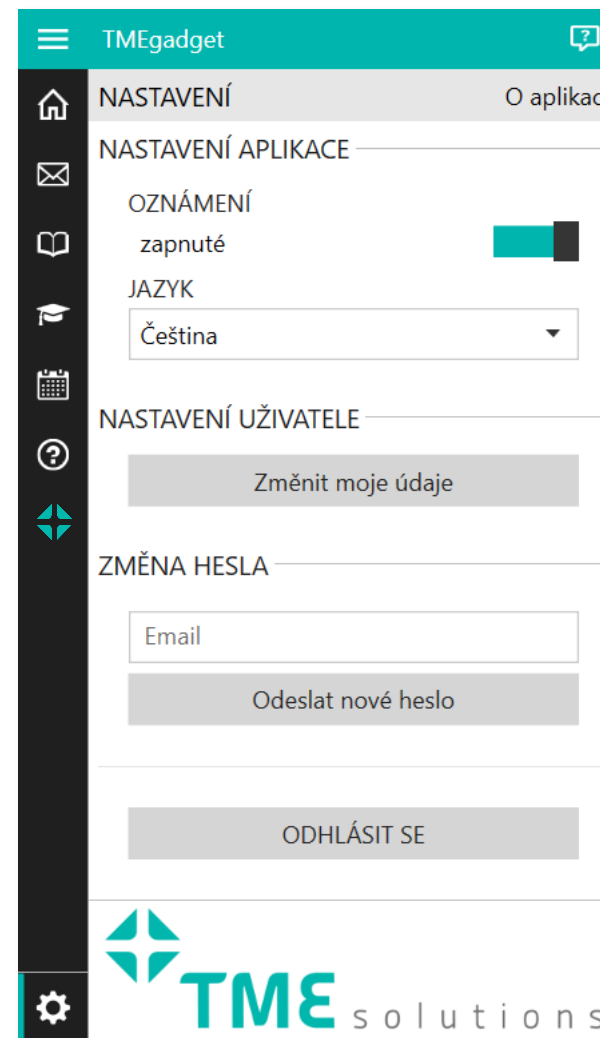 TMEgadget
NASTAVENÍ O aplikac
NASTAVENÍ APLIKACE
OZNÁMENÍ
zapnuté
JAZYK
Čeština
NASTAVENÍ UŽIVATELE
Změnit moje údaje
ZMĚNA HESLA
Email
Odeslat nové heslo
ODHLÁSIT SE
TME solutions